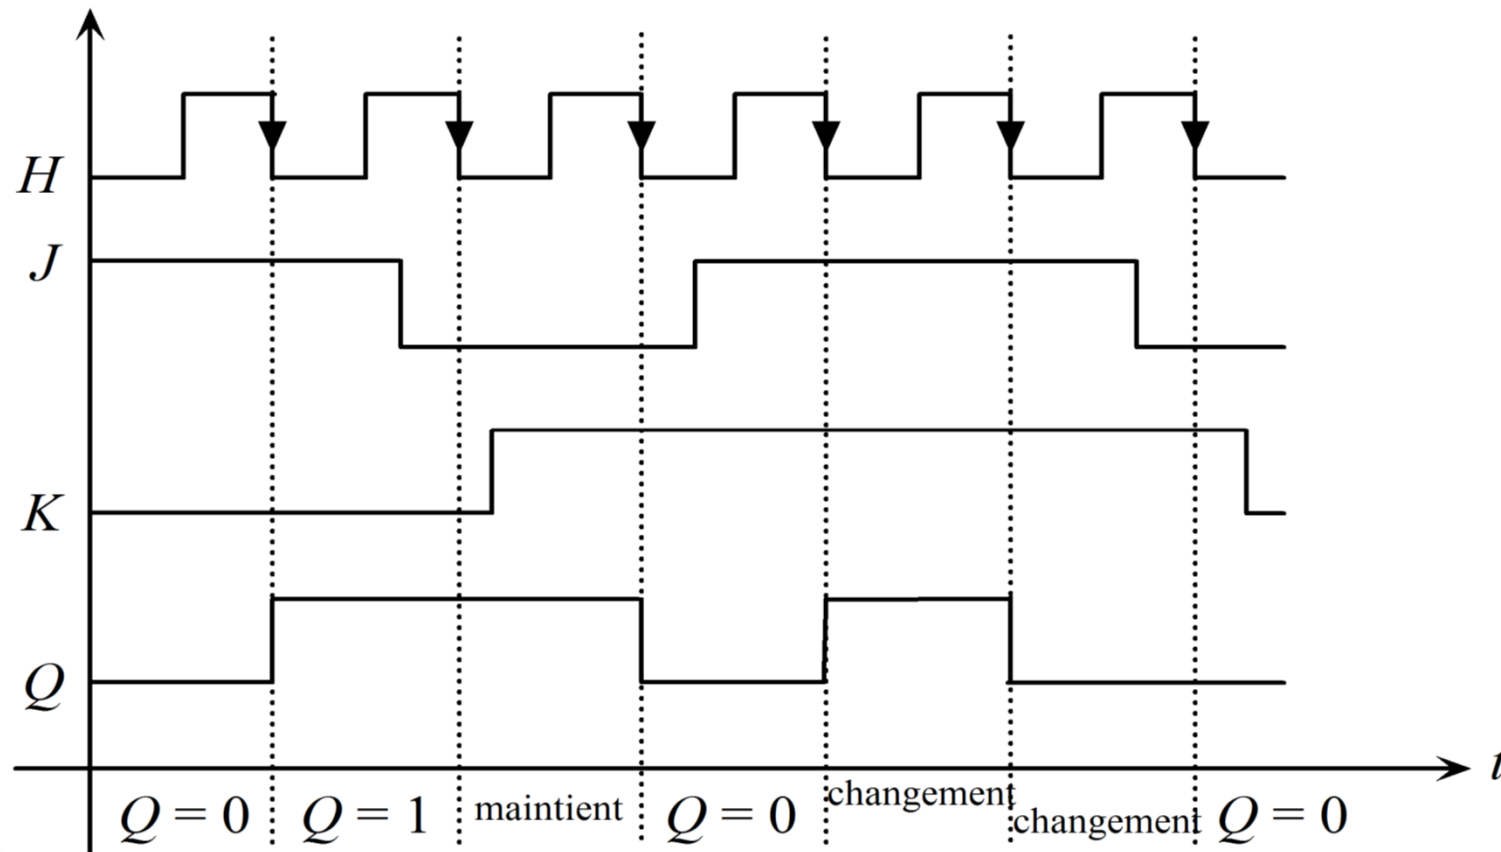 H
J
K
Q
t
Q = 0
Q = 1
maintient
Q = 0
changement
changement
Q = 0